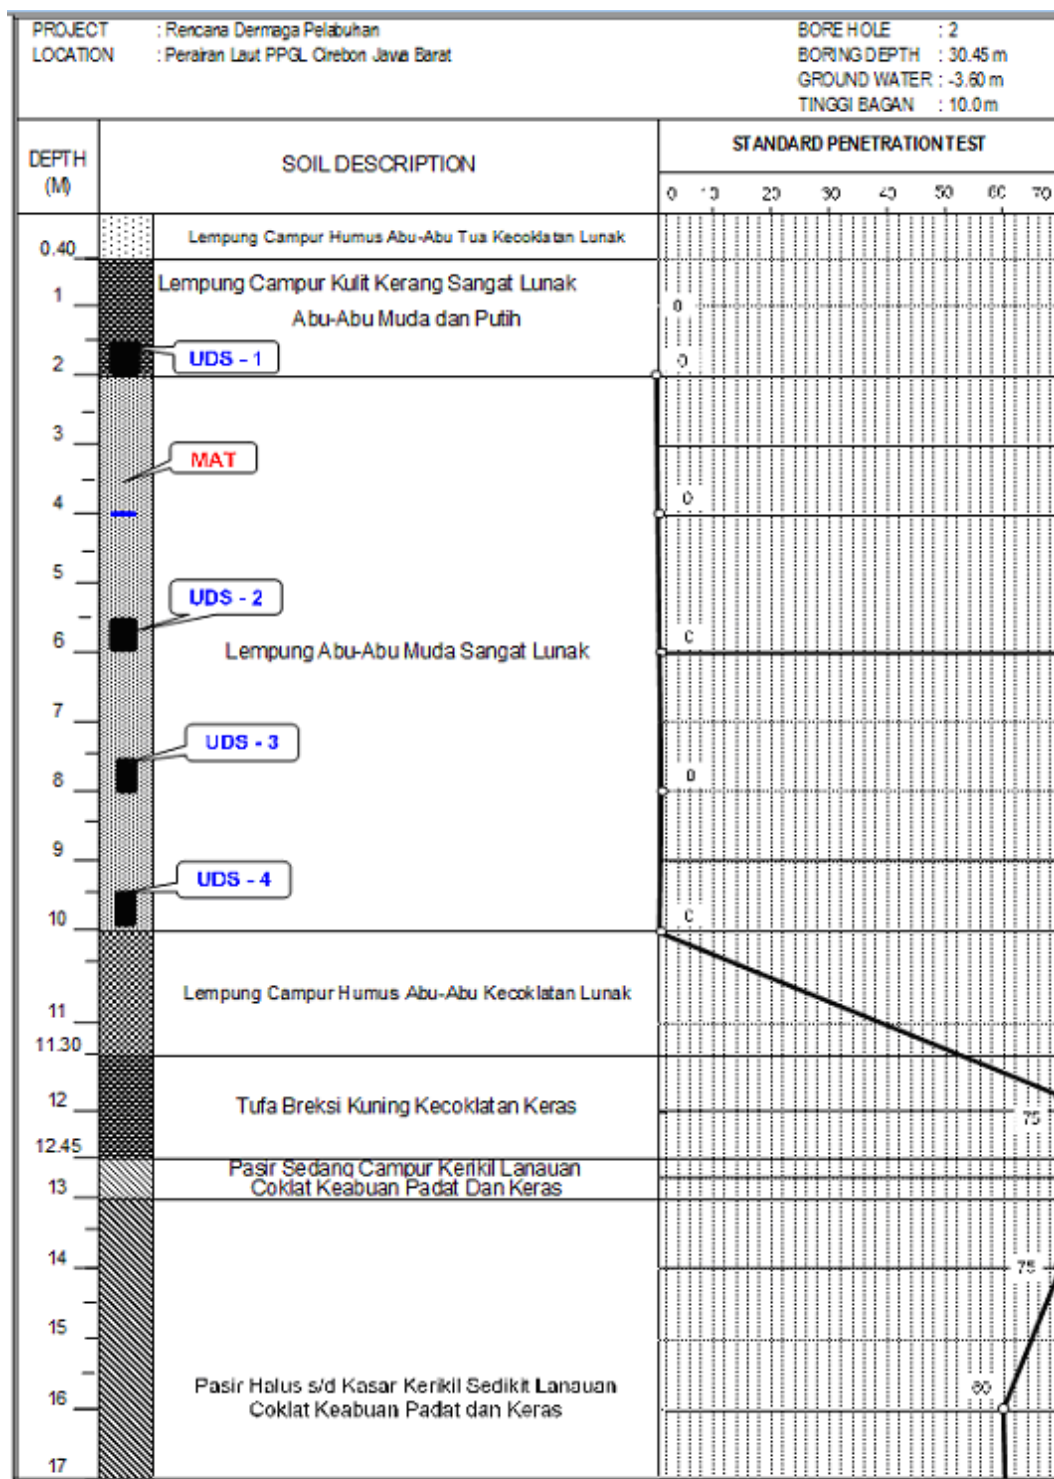 PROJECT : Rencana Dermaga Pelabuhan
LOCATION : Perairan Laut PPGL Cirebon Jawa Barat
BORE HOLE : 2
BORING DEPTH : 30.45 m
GROUND WATER : -3.60 m
TINGGI BAGAN : 10.0 m
DEPTH (M)
SOIL DESCRIPTION
STANDARD PENETRATION TEST
0 10 20 30 40 50 60 70
0.40
Lempung Campur Humus Abu-Abu Tua Kecoklatan Lunak
Lempung Campur Kulit Kerang Sangat Lunak
1
0
Abu-Abu Muda dan Putih
UDS - 1
2
0
3
MAT
4
0
5
UDS - 2
6
0
Lempung Abu-Abu Muda Sangat Lunak
7
UDS - 3
8
0
9
UDS - 4
10
0
Lempung Campur Humus Abu-Abu Kecoklatan Lunak
11
11.30
12
Tufa Breksi Kuning Kecoklatan Keras
75
12.45
Pasir Sedang Campur Kerikil Lanauan
13
Coklat Keabuan Padat Dan Keras
14
75
15
Pasir Halus s/d Kasar Kerikil Sedikit Lanauan
60
16
Coklat Keabuan Padat dan Keras
17